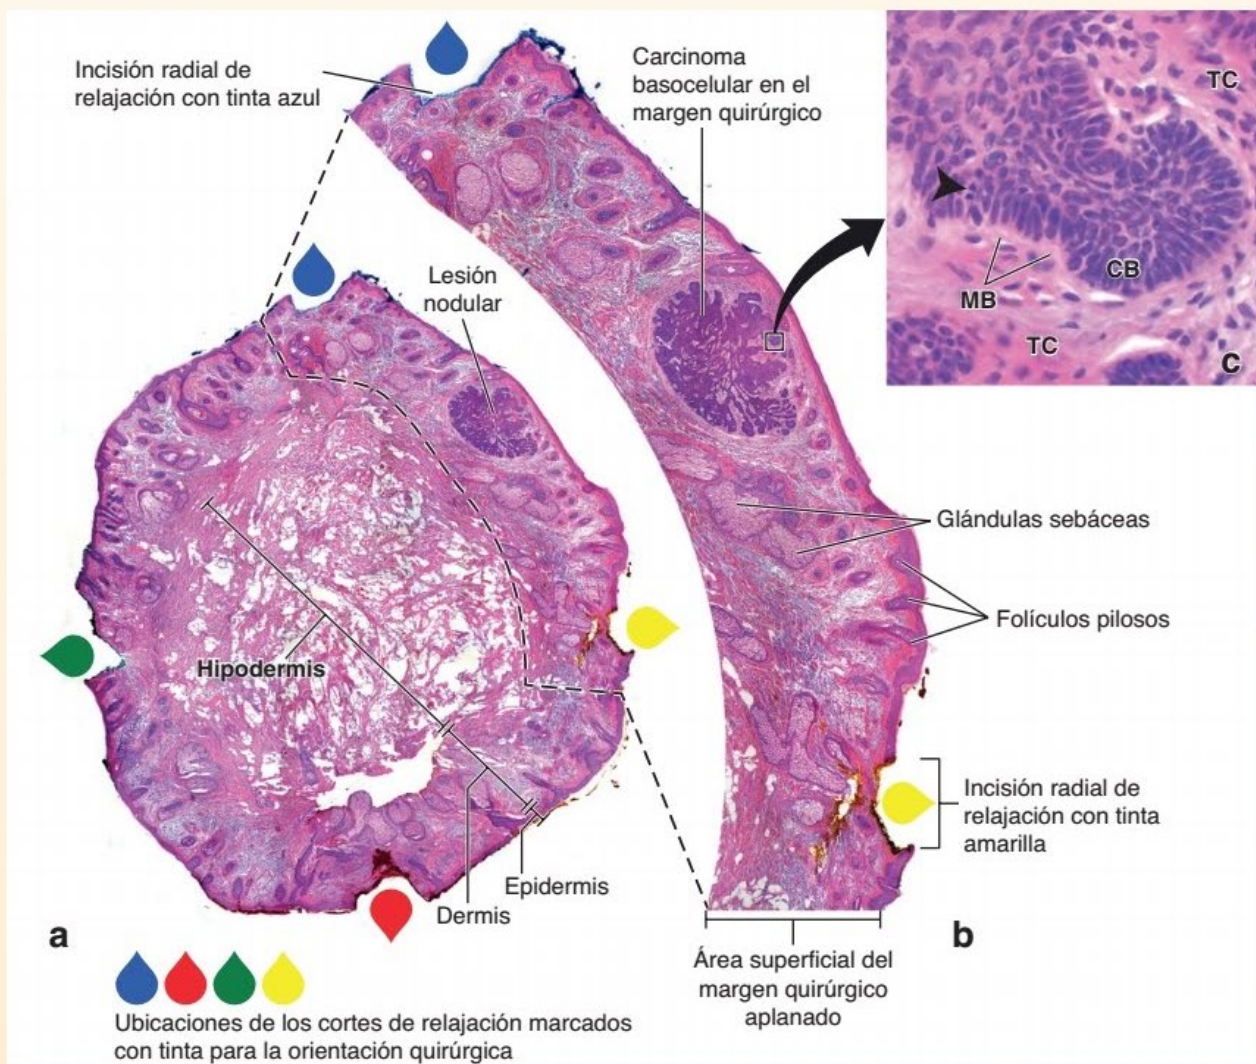 Incisión radial de
relajación con tinta azul
Carcinoma
basocelular en el
margen quirúrgico
TC
CB
MB
TC
c
Lesión
nodular
Glándulas sebáceas
Folículos pilosos
Hipodermis
Incisión radial de
relajación con tinta
amarilla
Epidermis
Dermis
a
b
Área superficial del
margen quirúrgico
aplanado
Ubicaciones de los cortes de relajación marcados
con tinta para la orientación quirúrgica